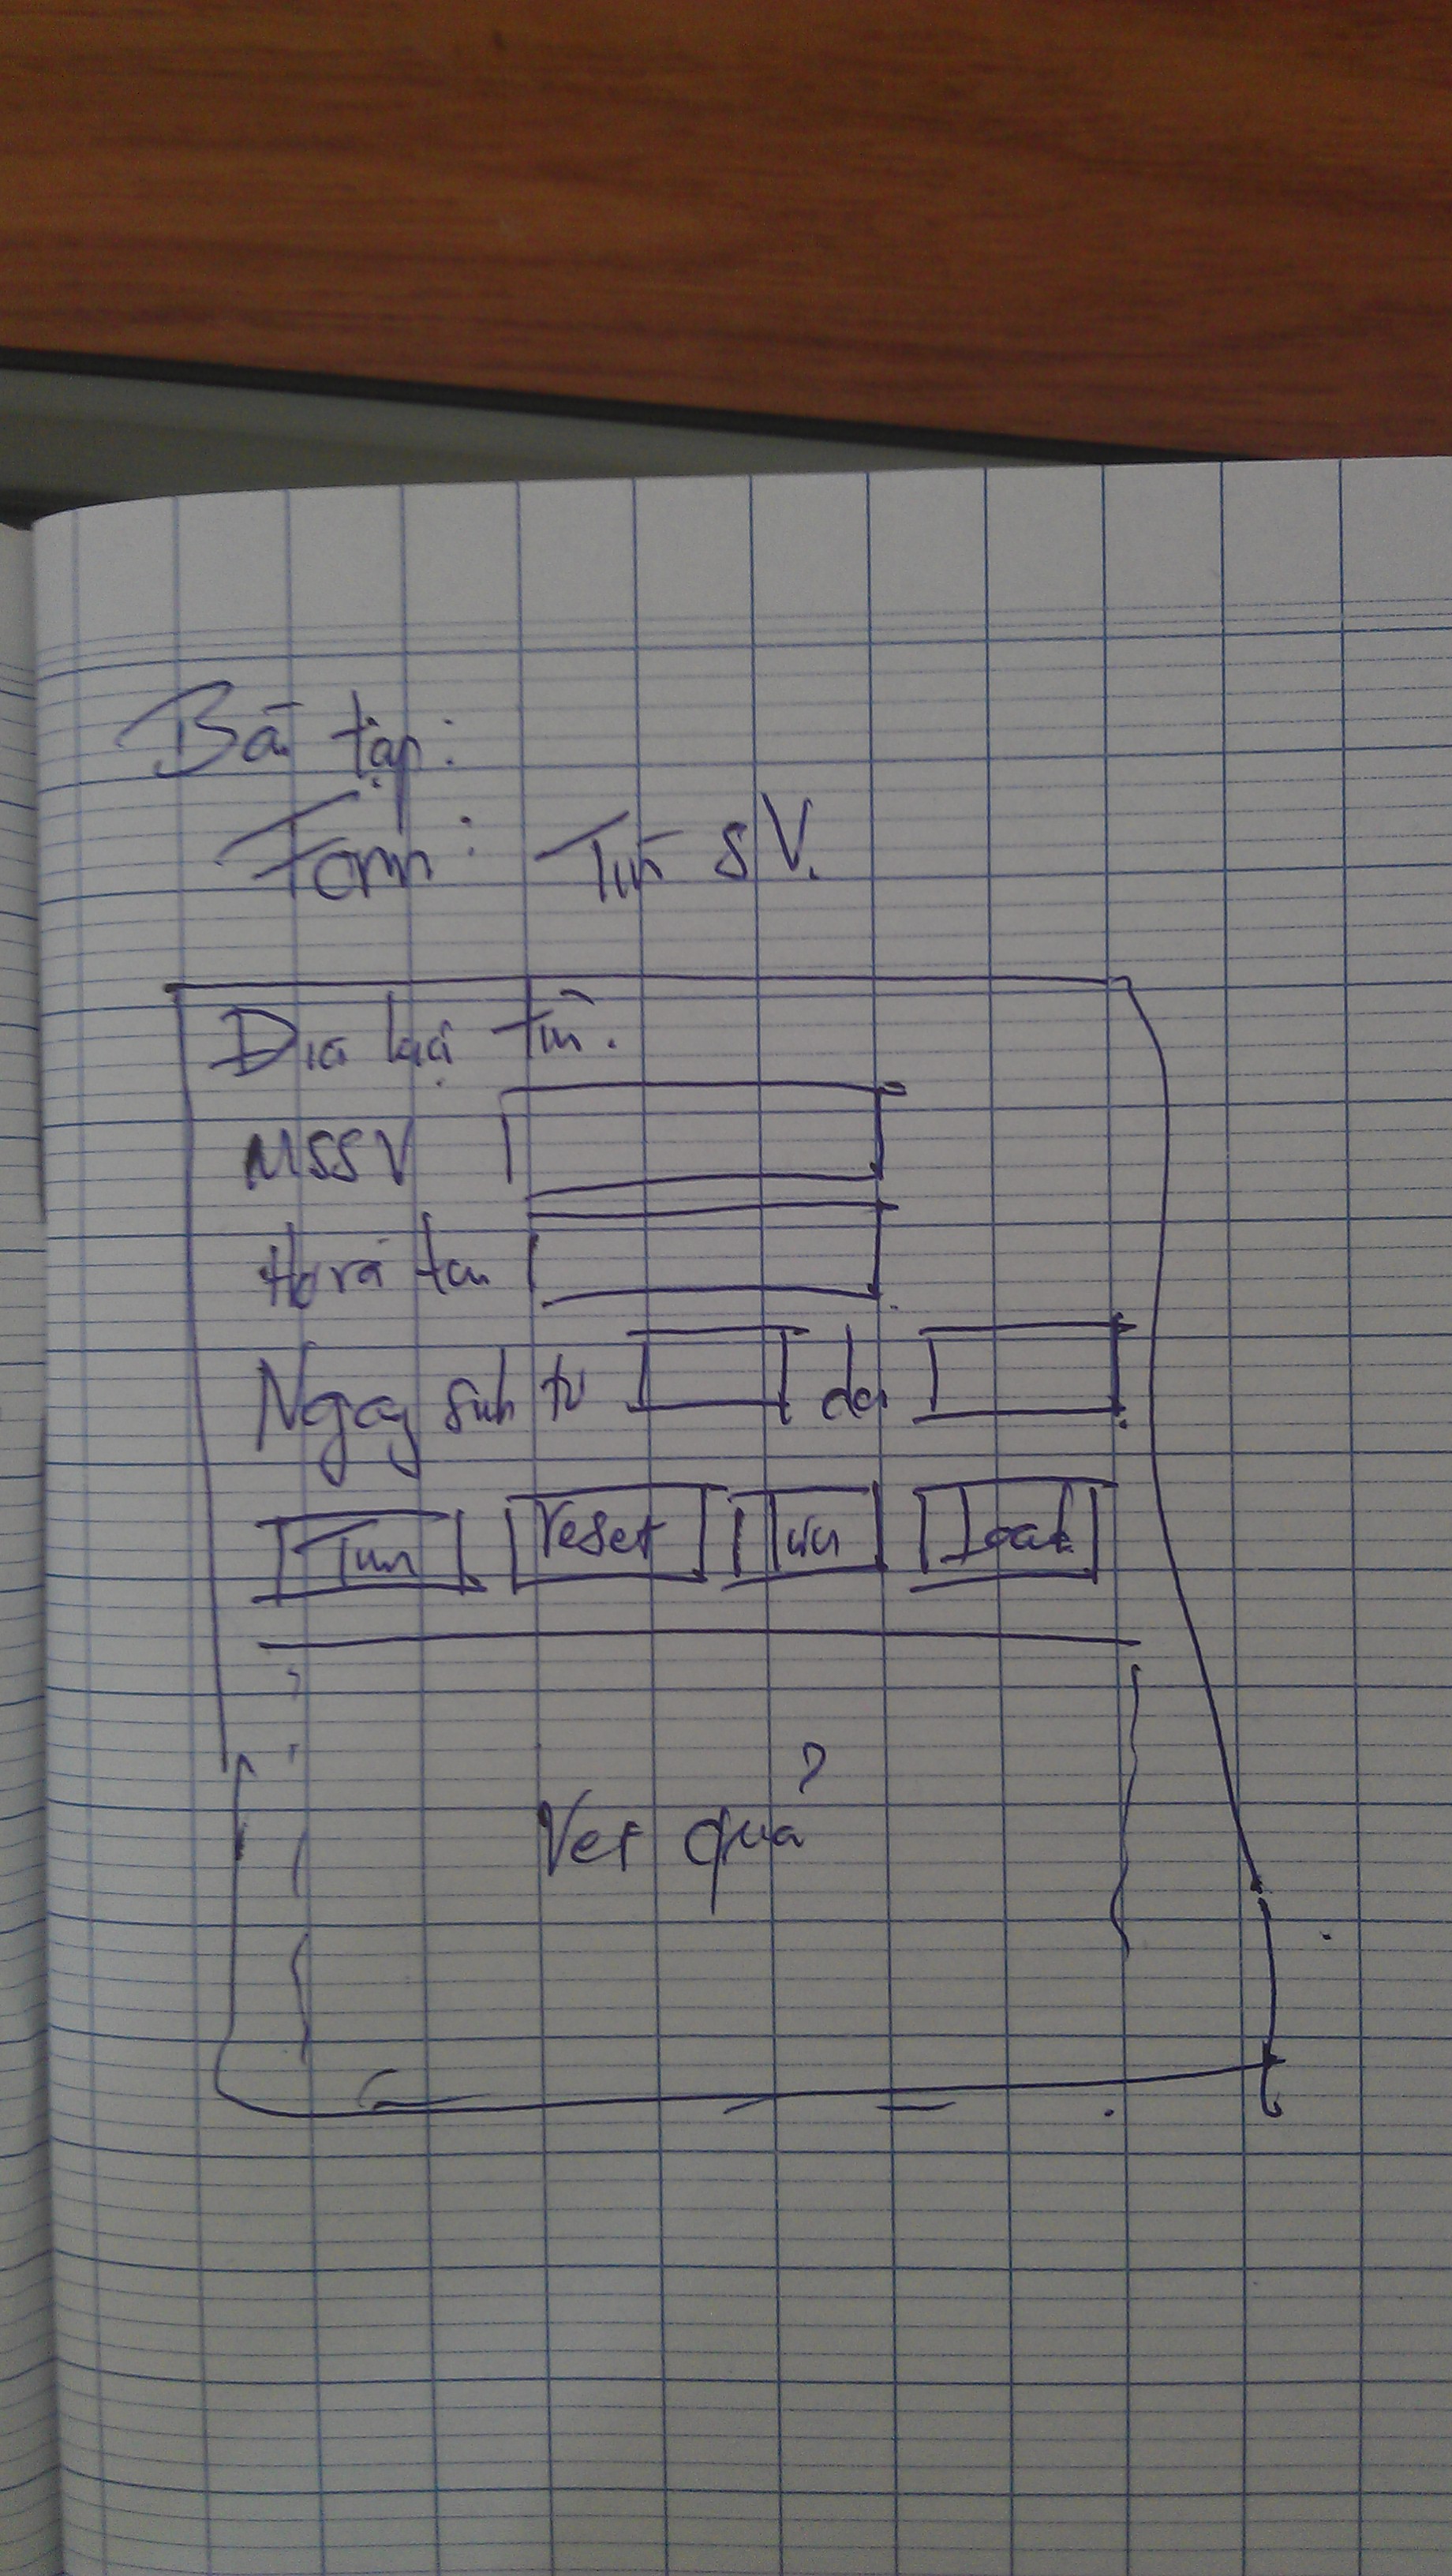 Bài tập:
Form: Tìm SV.
Điều kiện tìm.
MSSV
Họ và tên
Ngày sinh từ đến
Tìm reset Load
Kết quả